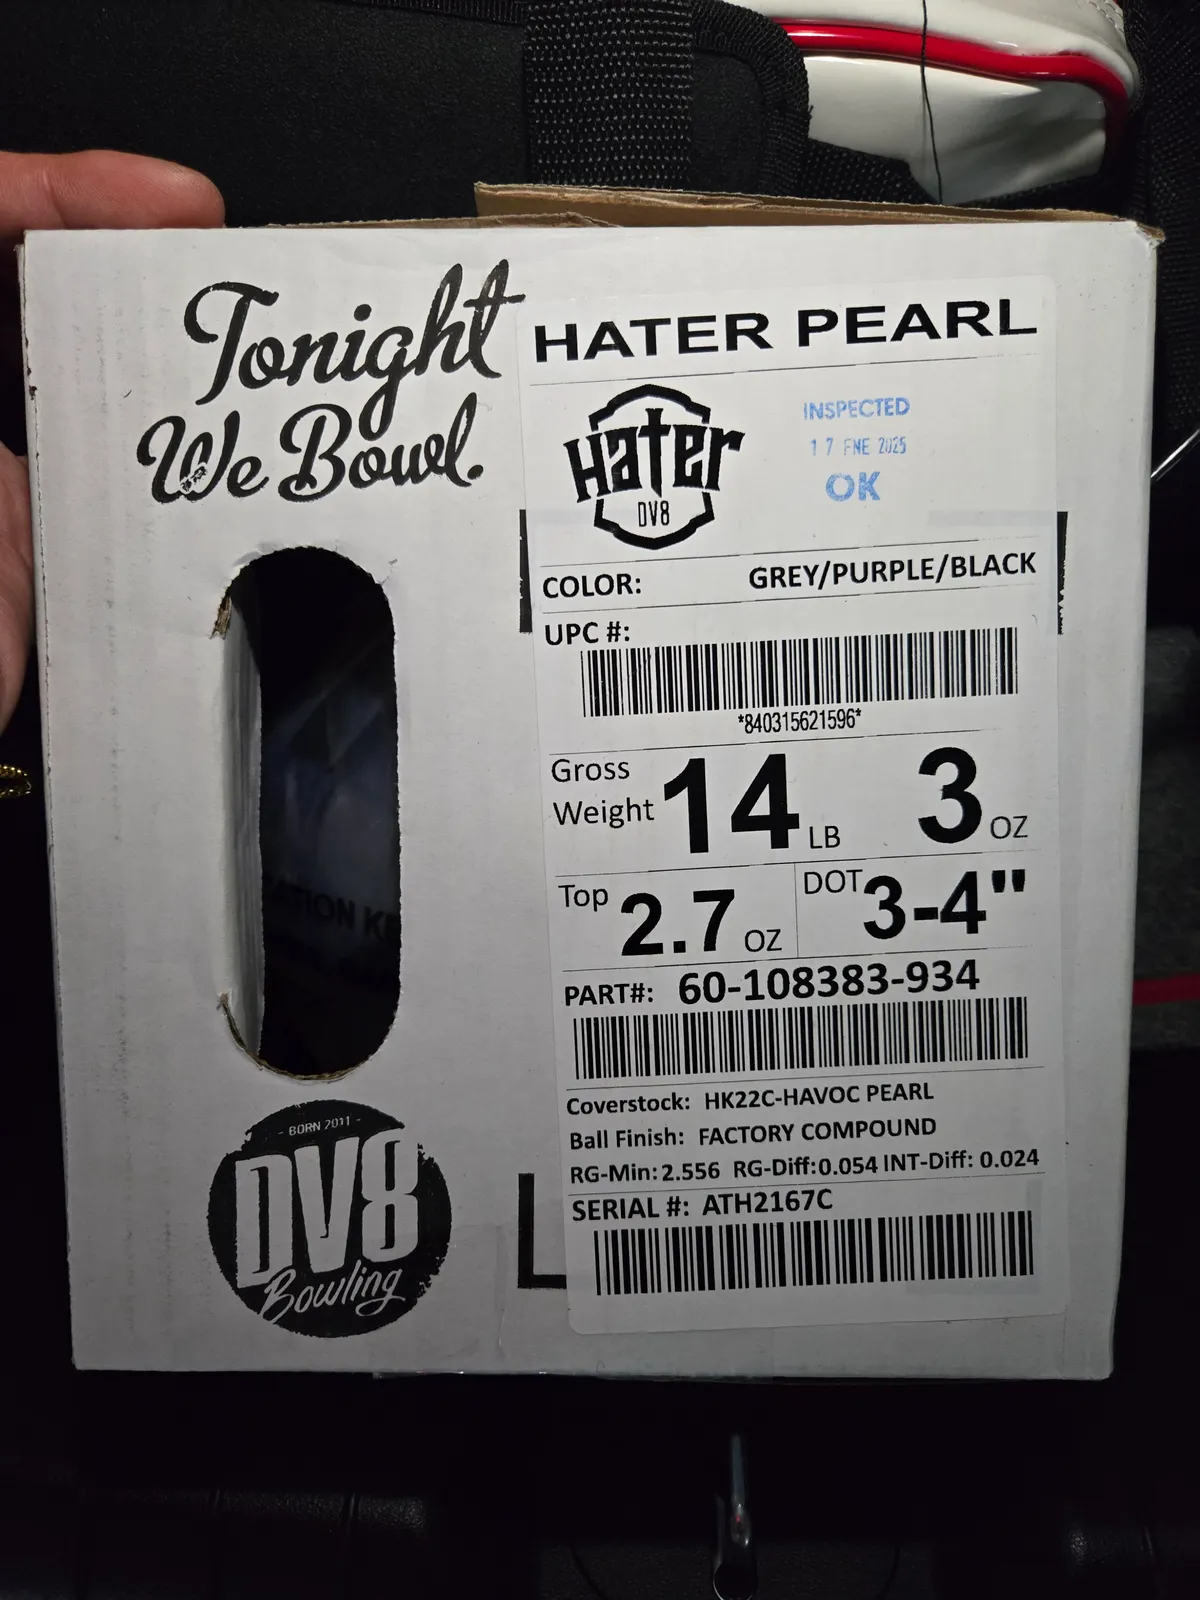 Tonight
We Bowl.
HATER PEARL
Hater
DV8
INSPECTED
17 ENE 2025
OK
COLOR: GREY/PURPLE/BLACK
UPC #:
*840315621596*
Gross
Weight 14 LB 3 OZ
Top 2.7 OZ DOT 3-4"
PART#: 60-108383-934
Coverstock: HK22C-HAVOC PEARL
Ball Finish: FACTORY COMPOUND
RG-Min: 2.556 RG-Diff: 0.054 INT-Diff: 0.024
SERIAL #: ATH2167C
- BORN 2011 -
DV8
Bowling
L